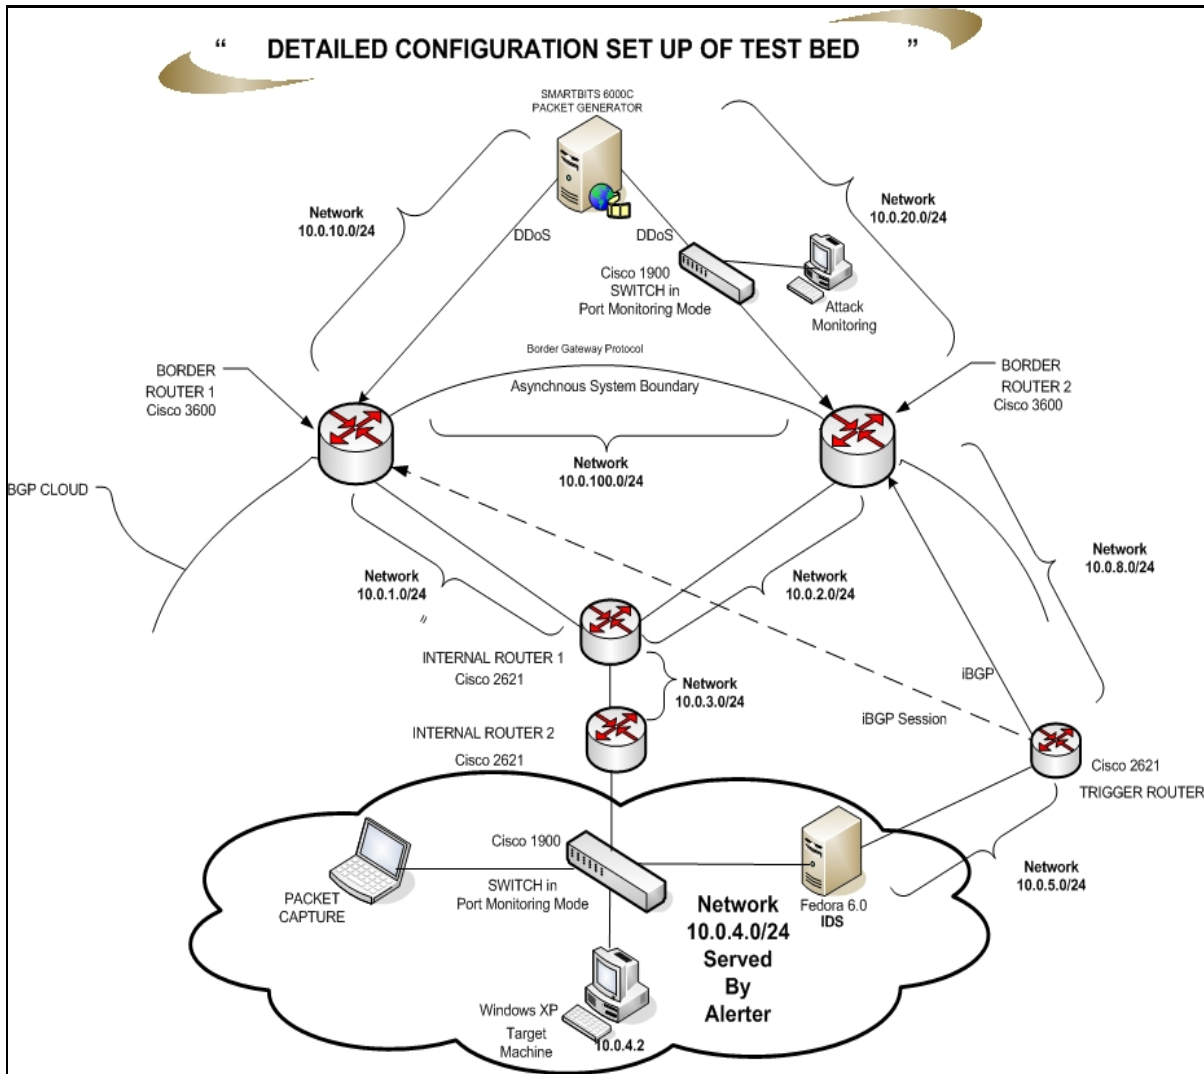 “ DETAILED CONFIGURATION SET UP OF TEST BED ”
SMARTBITS 6000C
PACKET GENERATOR
Network
10.0.10.0/24
Network
10.0.20.0/24
DDoS
DDoS
Cisco 1900
SWITCH in
Port Monitoring Mode
Attack
Monitoring
Border Gateway Protocol
Asynchnous System Boundary
BORDER
ROUTER 1
Cisco 3600
BORDER
ROUTER 2
Cisco 3600
Network
10.0.100.0/24
BGP CLOUD
Network
10.0.1.0/24
〃
Network
10.0.2.0/24
Network
10.0.8.0/24
INTERNAL ROUTER 1
Cisco 2621
Network
10.0.3.0/24
iBGP
iBGP Session
INTERNAL ROUTER 2
Cisco 2621
Cisco 2621
TRIGGER ROUTER
Cisco 1900
SWITCH in
Port Monitoring Mode
PACKET
CAPTURE
Fedora 6.0
IDS
Network
10.0.5.0/24
Network
10.0.4.0/24
Served
By
Alerter
Windows XP
Target
Machine
10.0.4.2